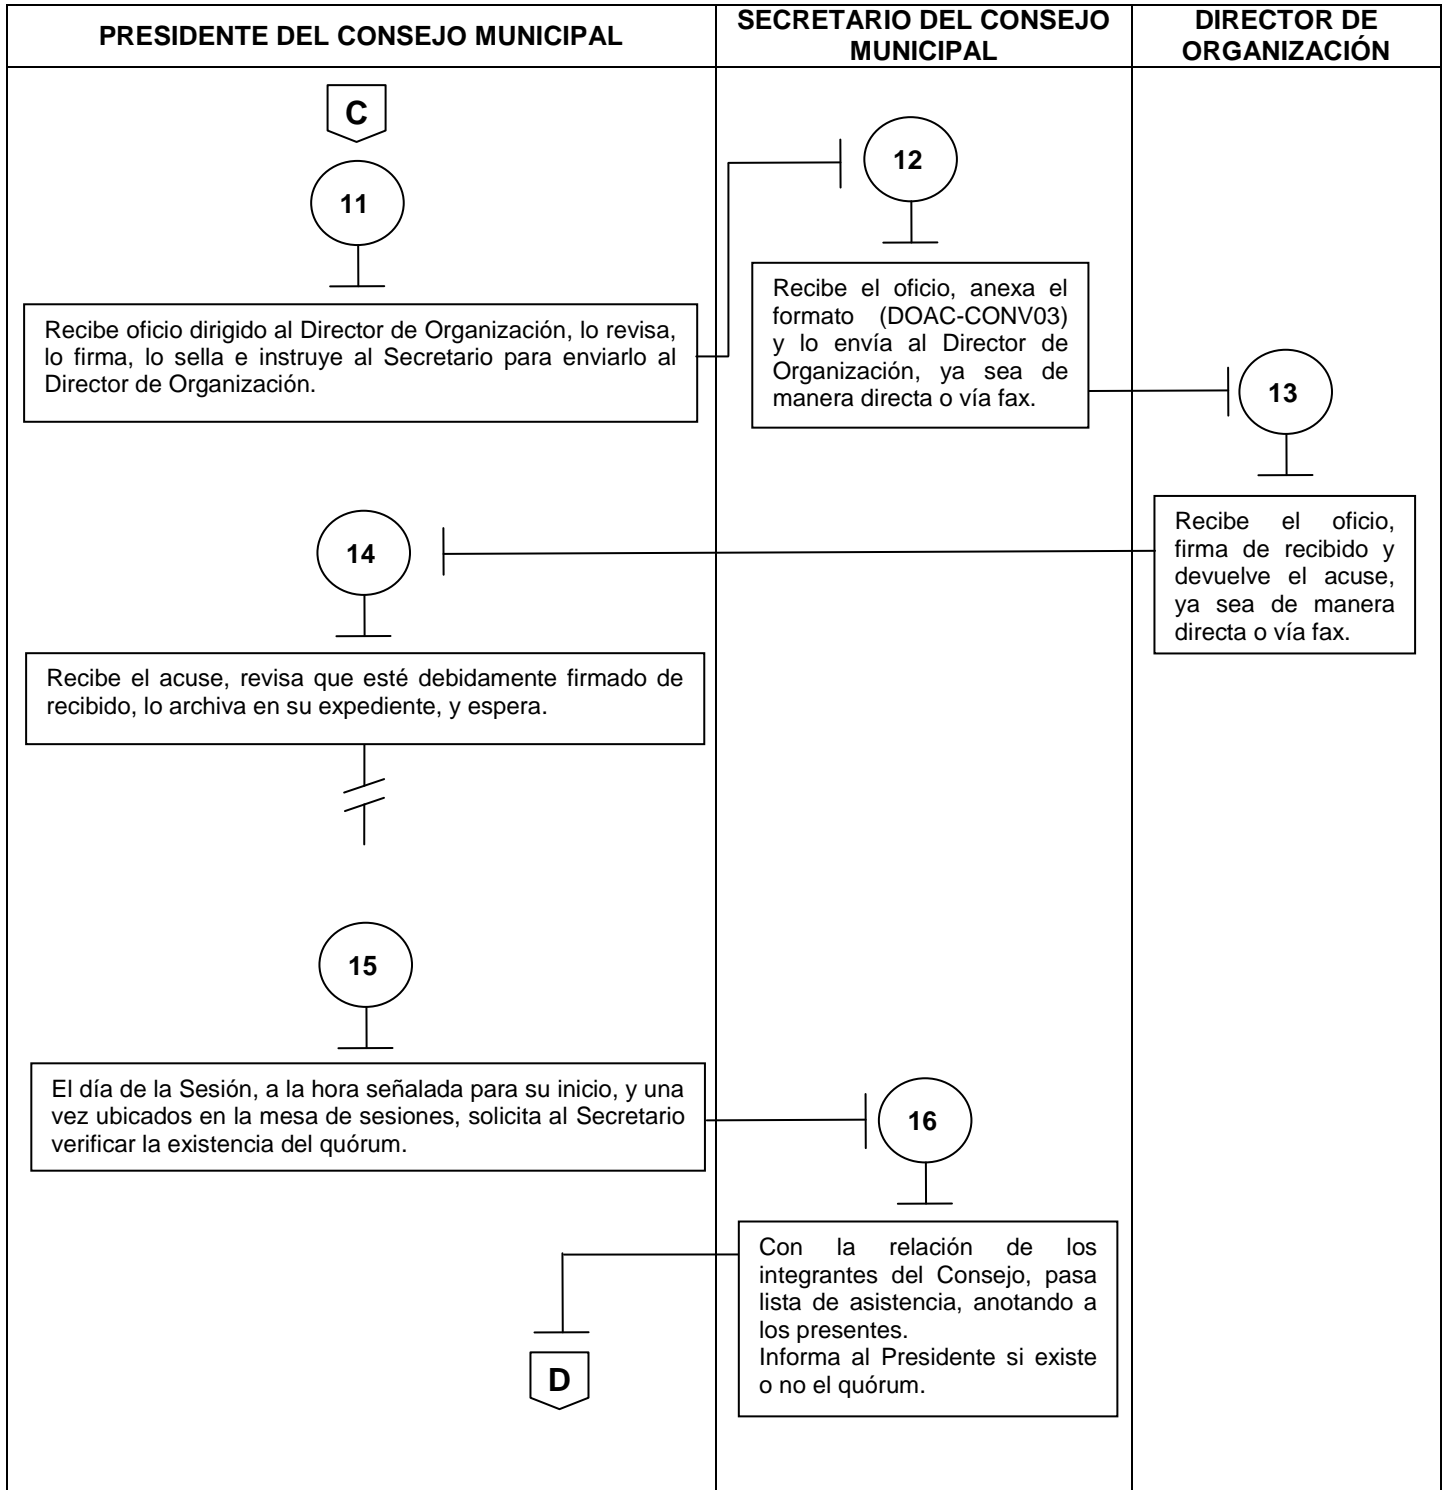 PRESIDENTE DEL CONSEJO MUNICIPAL
SECRETARIO DEL CONSEJO
MUNICIPAL
DIRECTOR DE
ORGANIZACIÓN
C
11
Recibe oficio dirigido al Director de Organización, lo revisa,
lo firma, lo sella e instruye al Secretario para enviarlo al
Director de Organización.
12
Recibe el oficio, anexa el
formato (DOAC-CONV03)
y lo envía al Director de
Organización, ya sea de
manera directa o vía fax.
13
Recibe el oficio,
firma de recibido y
devuelve el acuse,
ya sea de manera
directa o vía fax.
14
Recibe el acuse, revisa que esté debidamente firmado de
recibido, lo archiva en su expediente, y espera.
15
El día de la Sesión, a la hora señalada para su inicio, y una
vez ubicados en la mesa de sesiones, solicita al Secretario
verificar la existencia del quórum.
16
Con la relación de los
integrantes del Consejo, pasa
lista de asistencia, anotando a
los presentes.
Informa al Presidente si existe
o no el quórum.
D